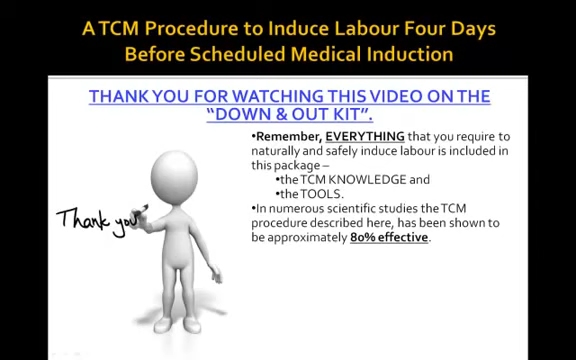 A TCM Procedure to Induce Labour Four Days
Before Scheduled Medical Induction
THANK YOU FOR WATCHING THIS VIDEO ON THE
"DOWN & OUT KIT".
•Remember, EVERYTHING that you require to
naturally and safely induce labour is included in
this package –
•the TCM KNOWLEDGE and
•the TOOLS.
•In numerous scientific studies the TCM
procedure described here, has been shown to
be approximately 80% effective.
Thank you